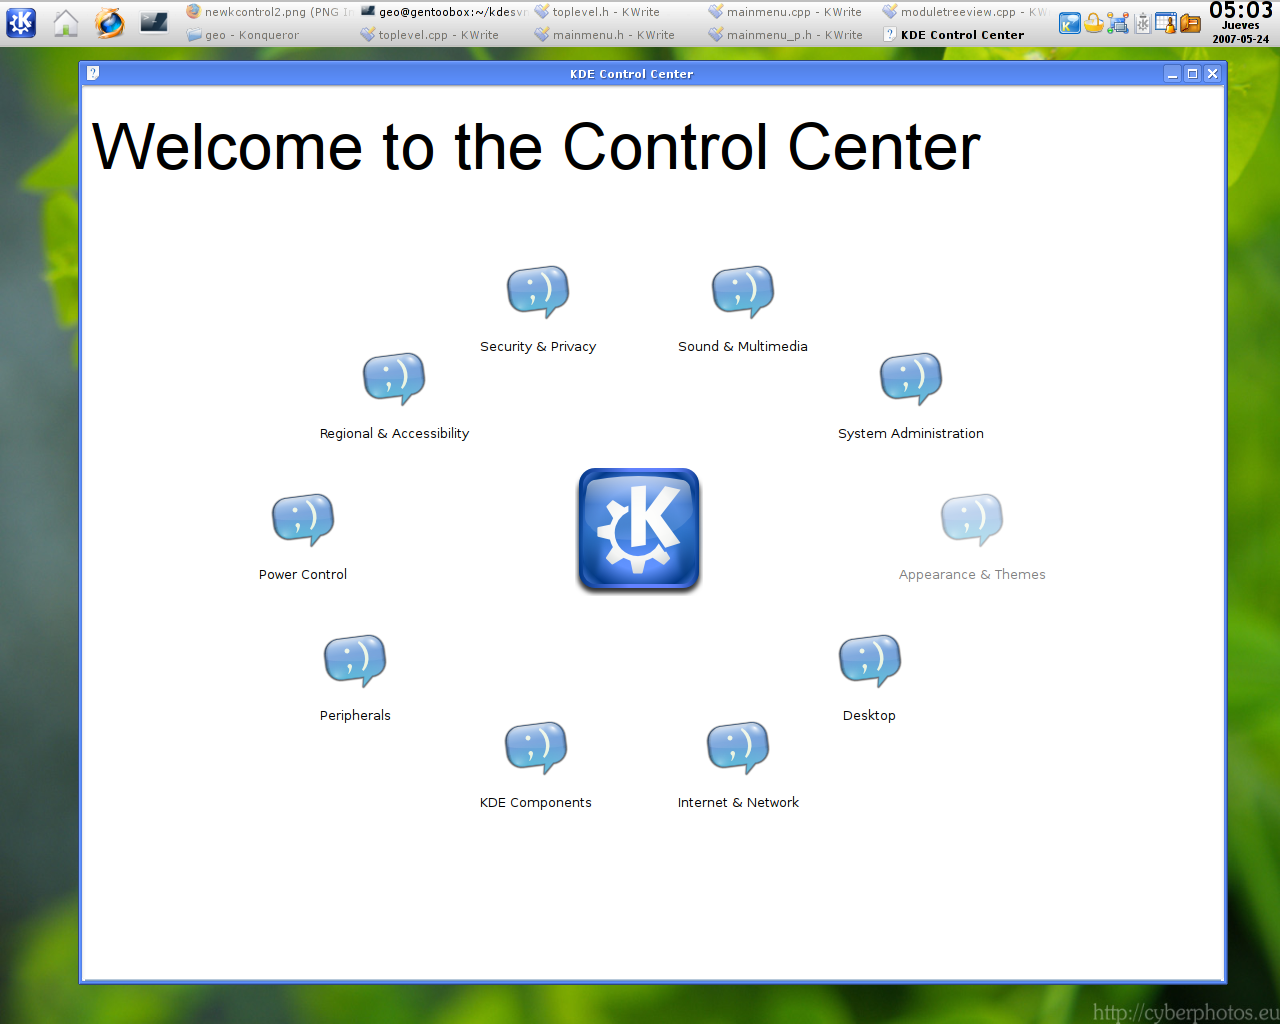 newkcontrol2.png (PNG I
geo@gentoobox:~/kdesvn
toplevel.h - KWrite
mainmenu.cpp - KWrite
moduletreeview.cpp - KW
geo - Konqueror
toplevel.cpp - KWrite
mainmenu.h - KWrite
mainmenu_p.h - KWrite
KDE Control Center
05:03
Jueves
2007-05-24
KDE Control Center
Welcome to the Control Center
Security & Privacy
Sound & Multimedia
Regional & Accessibility
System Administration
Power Control
Appearance & Themes
Peripherals
Desktop
KDE Components
Internet & Network
http://cyberphotos.eu